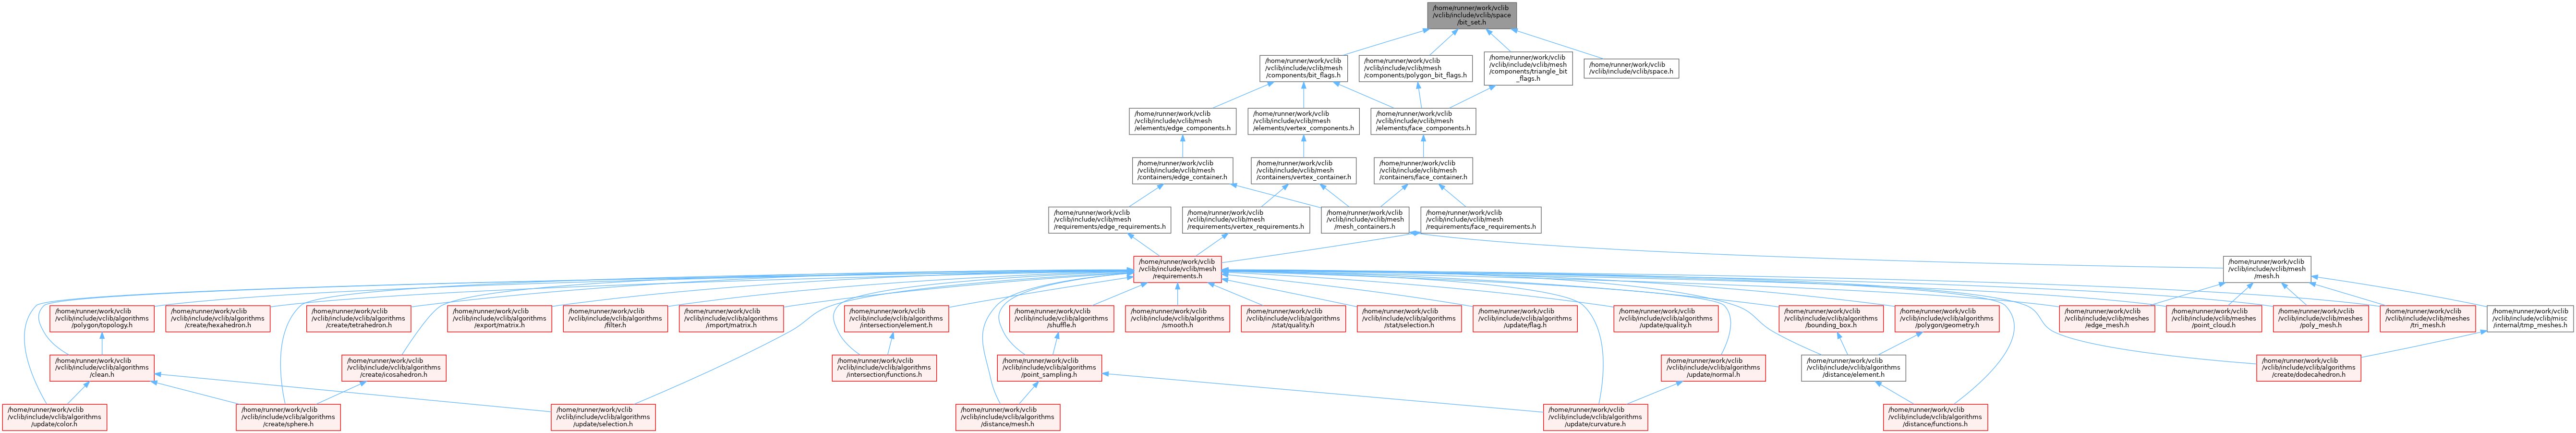 /home/runner/work/vclib
/vclib/include/vclib/space
/bit_set.h
/home/runner/work/vclib
/vclib/include/vclib/mesh
/components/bit_flags.h
/home/runner/work/vclib
/vclib/include/vclib/mesh
/components/polygon_bit_flags.h
/home/runner/work/vclib
/vclib/include/vclib/mesh
/components/triangle_bit
_flags.h
/home/runner/work/vclib
/vclib/include/vclib/space.h
/home/runner/work/vclib
/vclib/include/vclib/mesh
/elements/edge_components.h
/home/runner/work/vclib
/vclib/include/vclib/mesh
/elements/vertex_components.h
/home/runner/work/vclib
/vclib/include/vclib/mesh
/elements/face_components.h
/home/runner/work/vclib
/vclib/include/vclib/mesh
/containers/edge_container.h
/home/runner/work/vclib
/vclib/include/vclib/mesh
/containers/vertex_container.h
/home/runner/work/vclib
/vclib/include/vclib/mesh
/containers/face_container.h
/home/runner/work/vclib
/vclib/include/vclib/mesh
/requirements/edge_requirements.h
/home/runner/work/vclib
/vclib/include/vclib/mesh
/requirements/vertex_requirements.h
/home/runner/work/vclib
/vclib/include/vclib/mesh
/mesh_containers.h
/home/runner/work/vclib
/vclib/include/vclib/mesh
/requirements/face_requirements.h
/home/runner/work/vclib
/vclib/include/vclib/mesh
/requirements.h
/home/runner/work/vclib
/vclib/include/vclib/mesh
/mesh.h
/home/runner/work/vclib
/vclib/include/vclib/algorithms
/polygon/topology.h
/home/runner/work/vclib
/vclib/include/vclib/algorithms
/create/hexahedron.h
/home/runner/work/vclib
/vclib/include/vclib/algorithms
/create/tetrahedron.h
/home/runner/work/vclib
/vclib/include/vclib/algorithms
/export/matrix.h
/home/runner/work/vclib
/vclib/include/vclib/algorithms
/filter.h
/home/runner/work/vclib
/vclib/include/vclib/algorithms
/import/matrix.h
/home/runner/work/vclib
/vclib/include/vclib/algorithms
/intersection/element.h
/home/runner/work/vclib
/vclib/include/vclib/algorithms
/shuffle.h
/home/runner/work/vclib
/vclib/include/vclib/algorithms
/smooth.h
/home/runner/work/vclib
/vclib/include/vclib/algorithms
/stat/quality.h
/home/runner/work/vclib
/vclib/include/vclib/algorithms
/stat/selection.h
/home/runner/work/vclib
/vclib/include/vclib/algorithms
/update/flag.h
/home/runner/work/vclib
/vclib/include/vclib/algorithms
/update/quality.h
/home/runner/work/vclib
/vclib/include/vclib/algorithms
/bounding_box.h
/home/runner/work/vclib
/vclib/include/vclib/algorithms
/polygon/geometry.h
/home/runner/work/vclib
/vclib/include/vclib/meshes
/edge_mesh.h
/home/runner/work/vclib
/vclib/include/vclib/meshes
/point_cloud.h
/home/runner/work/vclib
/vclib/include/vclib/meshes
/poly_mesh.h
/home/runner/work/vclib
/vclib/include/vclib/meshes
/tri_mesh.h
/home/runner/work/vclib
/vclib/include/vclib/misc
/internal/tmp_meshes.h
/home/runner/work/vclib
/vclib/include/vclib/algorithms
/clean.h
/home/runner/work/vclib
/vclib/include/vclib/algorithms
/create/icosahedron.h
/home/runner/work/vclib
/vclib/include/vclib/algorithms
/intersection/functions.h
/home/runner/work/vclib
/vclib/include/vclib/algorithms
/point_sampling.h
/home/runner/work/vclib
/vclib/include/vclib/algorithms
/update/normal.h
/home/runner/work/vclib
/vclib/include/vclib/algorithms
/distance/element.h
/home/runner/work/vclib
/vclib/include/vclib/algorithms
/create/dodecahedron.h
/home/runner/work/vclib
/vclib/include/vclib/algorithms
/update/color.h
/home/runner/work/vclib
/vclib/include/vclib/algorithms
/create/sphere.h
/home/runner/work/vclib
/vclib/include/vclib/algorithms
/update/selection.h
/home/runner/work/vclib
/vclib/include/vclib/algorithms
/distance/mesh.h
/home/runner/work/vclib
/vclib/include/vclib/algorithms
/update/curvature.h
/home/runner/work/vclib
/vclib/include/vclib/algorithms
/distance/functions.h